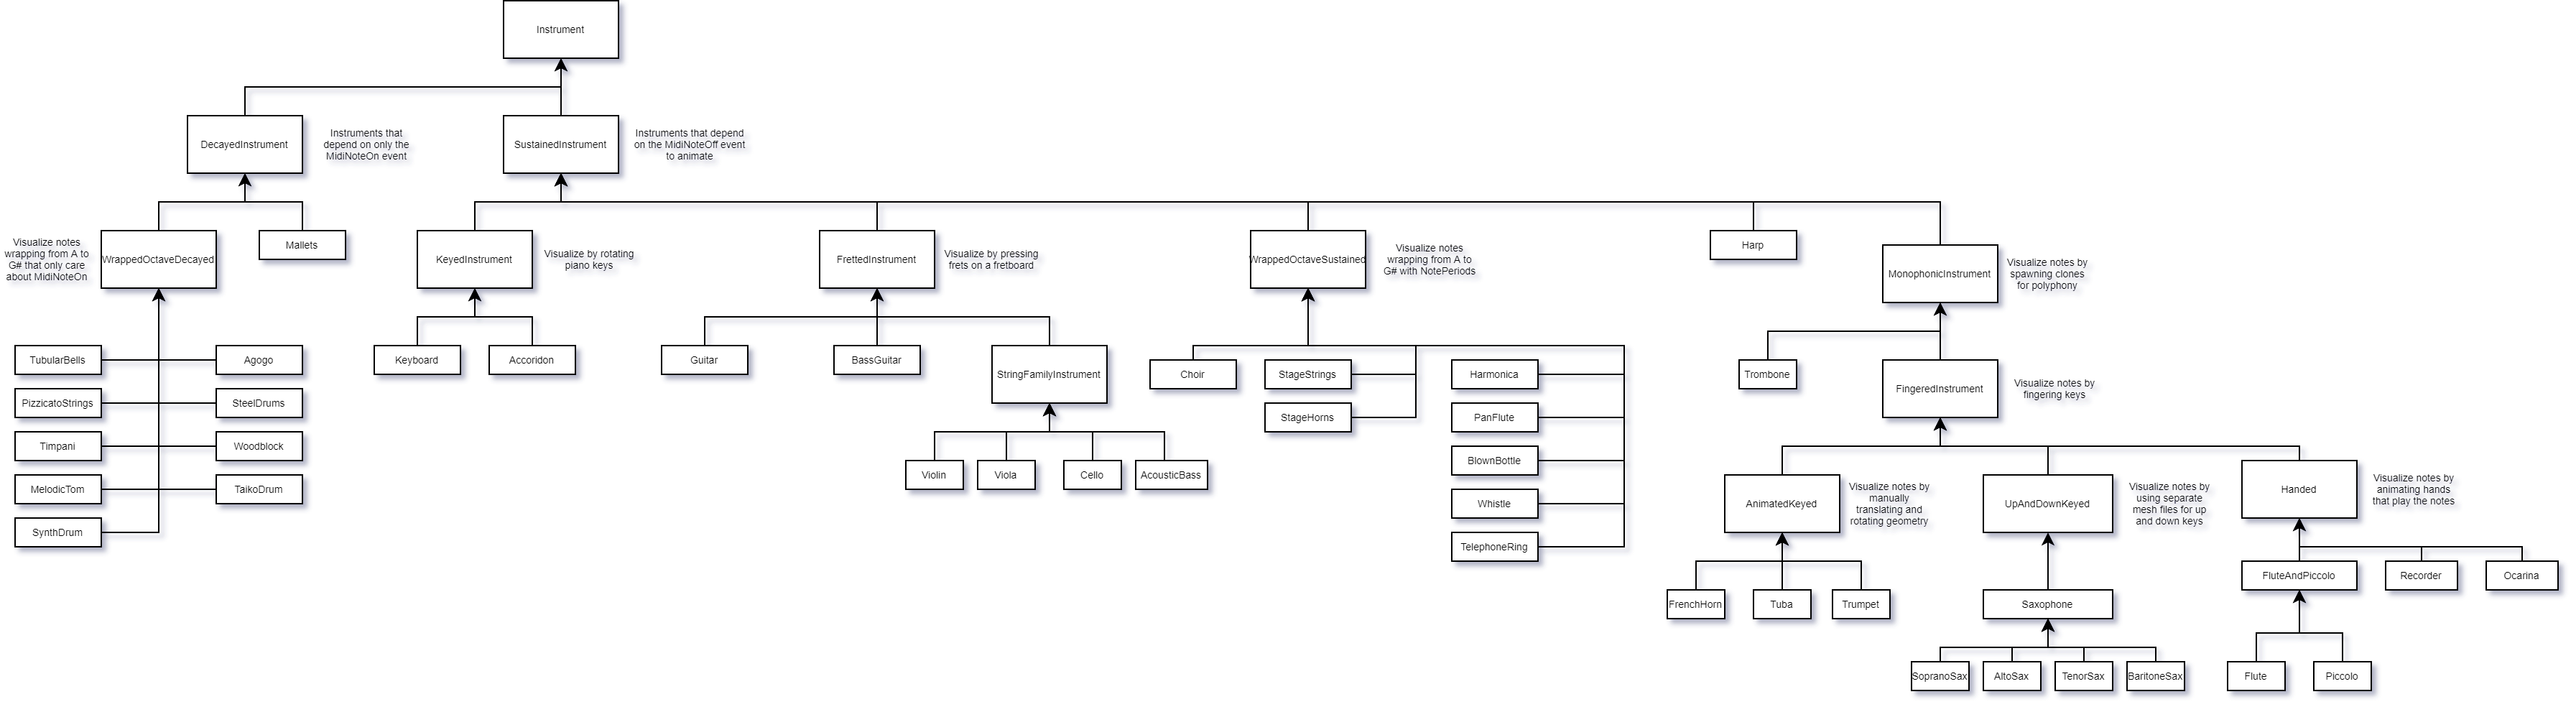 Instrument
DecayedInstrument
Instruments that
depend on only the
MidiNoteOn event
SustainedInstrument
Instruments that depend
on the MidiNoteOff event
to animate
Visualize notes
wrapping from A to
G# that only care
about MidiNoteOn
WrappedOctaveDecayed
Mallets
KeyedInstrument
Visualize by rotating
piano keys
FrettedInstrument
Visualize by pressing
frets on a fretboard
WrappedOctaveSustained
Visualize notes
wrapping from A to
G# with NotePeriods
Harp
MonophonicInstrument
Visualize notes by
spawning clones
for polyphony
TubularBells
Agogo
PizzicatoStrings
SteelDrums
Timpani
Woodblock
MelodicTom
TaikoDrum
SynthDrum
Keyboard
Accoridon
Guitar
BassGuitar
StringFamilyInstrument
Violin
Viola
Cello
AcousticBass
Choir
StageStrings
StageHorns
Harmonica
PanFlute
BlownBottle
Whistle
TelephoneRing
Trombone
FingeredInstrument
Visualize notes by
fingering keys
AnimatedKeyed
Visualize notes by
manually
translating and
rotating geometry
UpAndDownKeyed
Visualize notes by
using separate
mesh files for up
and down keys
Handed
Visualize notes by
animating hands
that play the notes
FrenchHorn
Tuba
Trumpet
Saxophone
FluteAndPiccolo
Recorder
Ocarina
SopranoSax
AltoSax
TenorSax
BaritoneSax
Flute
Piccolo